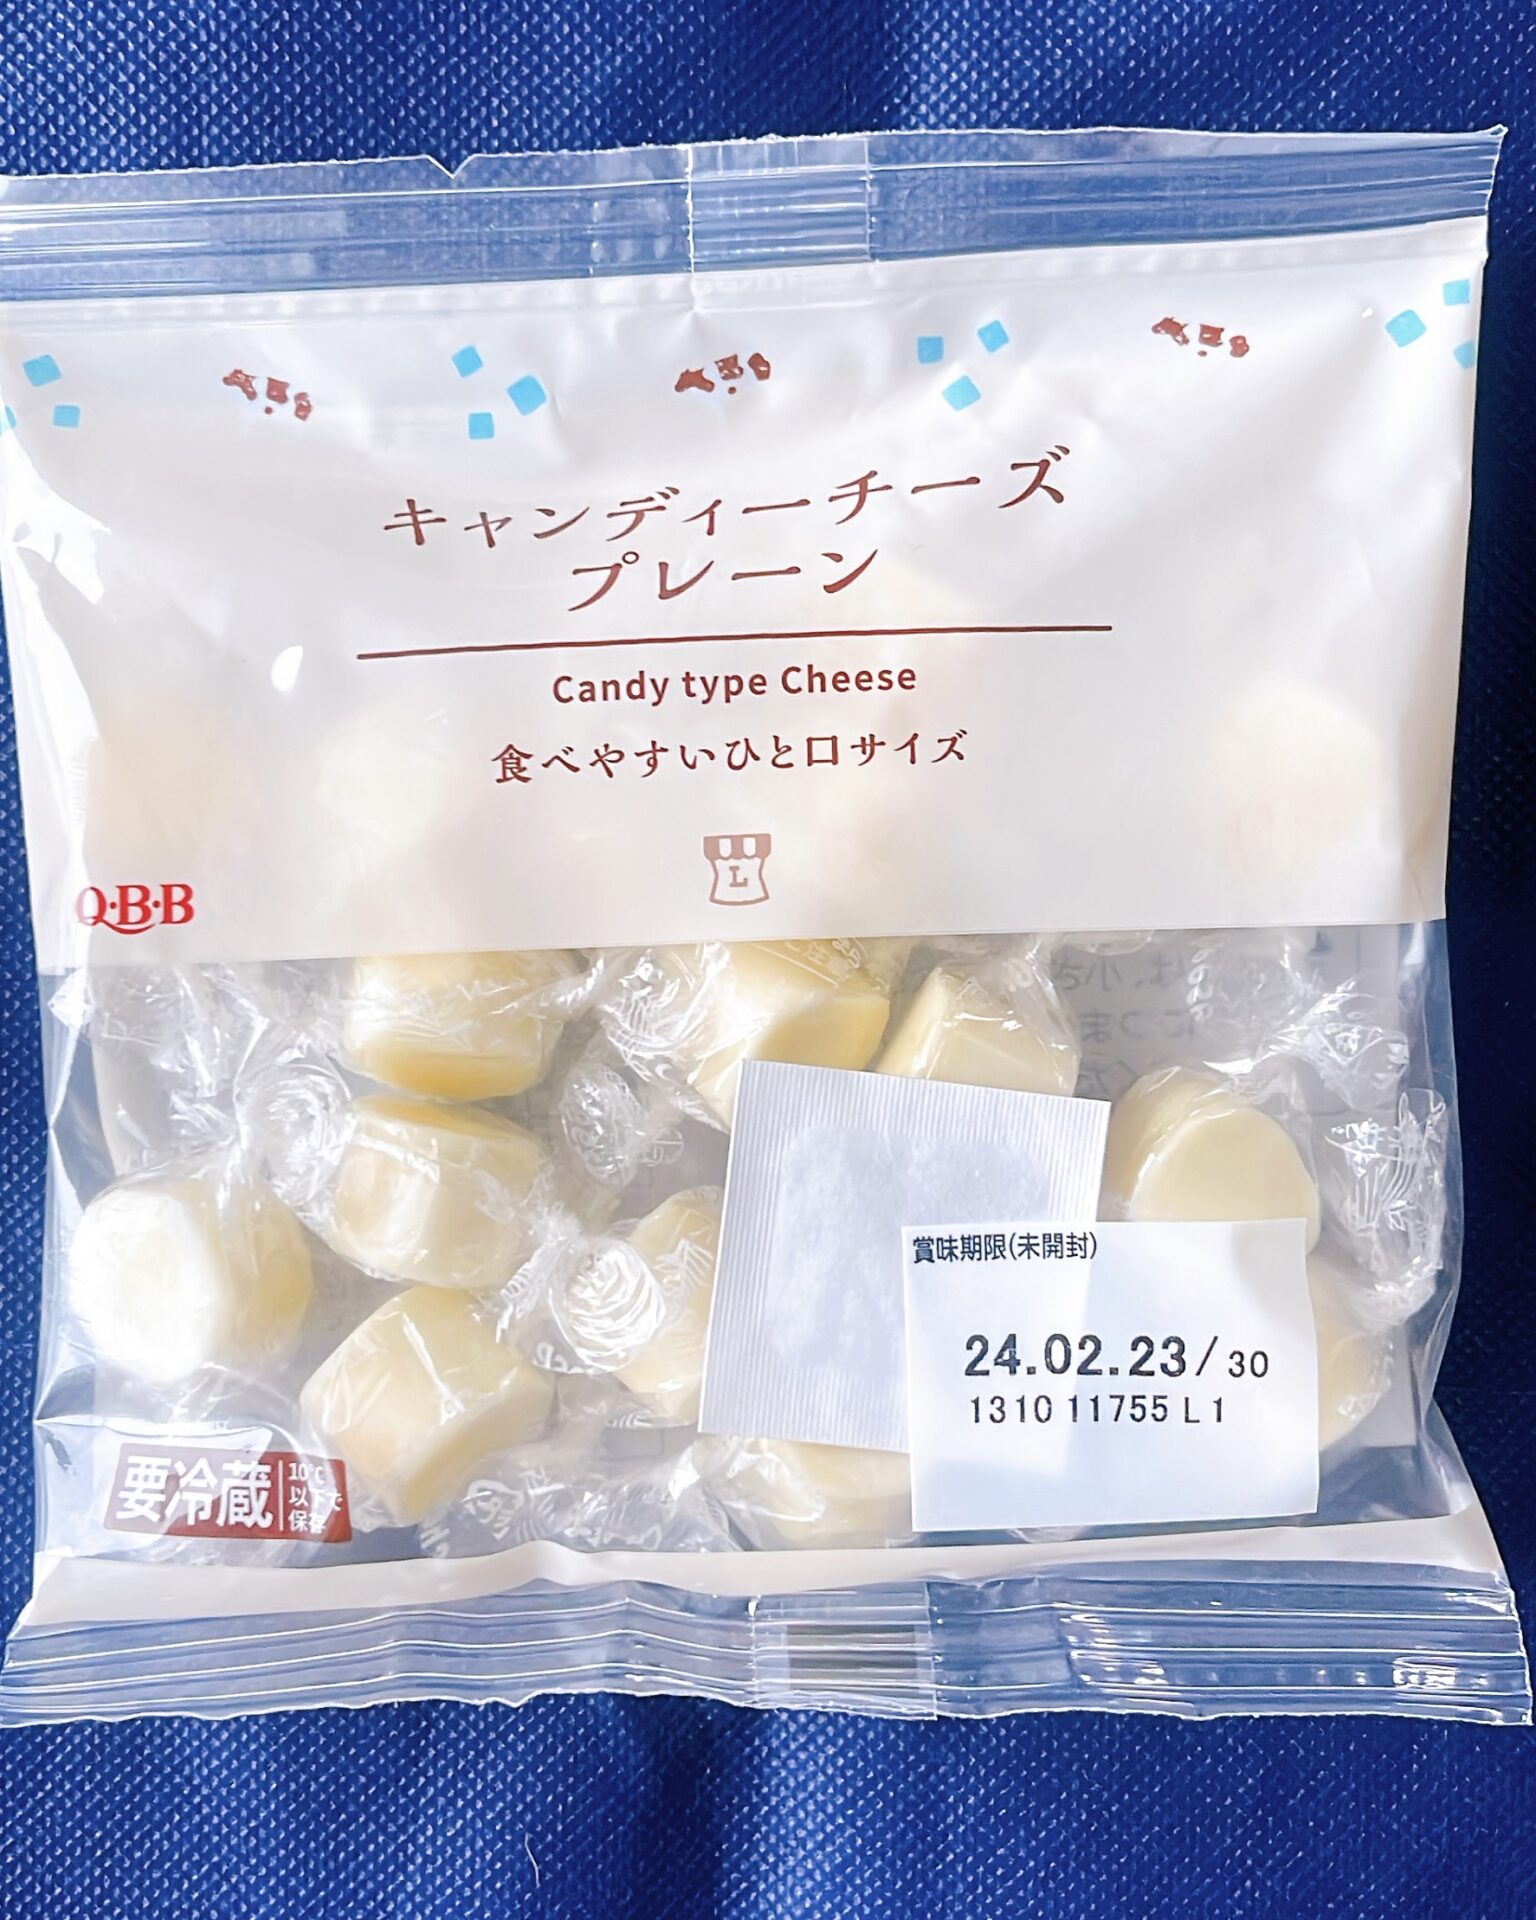 キャンディーチーズ
プレーン
Candy type Cheese
食べやすいひと口サイズ
L
Q・B・B
賞味期限(未開封)
24.02.23/30
1310 11755 L1
要冷蔵
10℃
以下で
保存